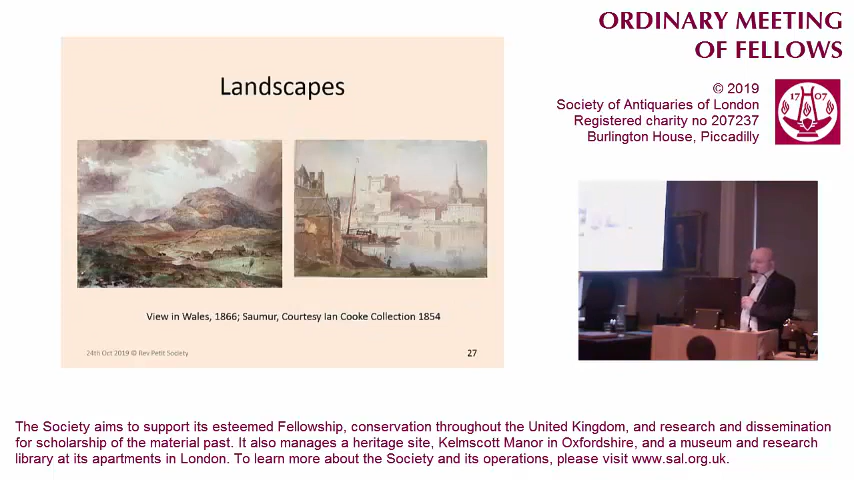 ORDINARY MEETING
OF FELLOWS
© 2019
Society of Antiquaries of London
Registered charity no 207237
Burlington House, Piccadilly
1707
Landscapes
View in Wales, 1866; Saumur, Courtesy Ian Cooke Collection 1854
24th Oct 2019 © Rev Petit Society
27
The Society aims to support its esteemed Fellowship, conservation throughout the United Kingdom, and research and dissemination
for scholarship of the material past. It also manages a heritage site, Kelmscott Manor in Oxfordshire, and a museum and research
library at its apartments in London. To learn more about the Society and its operations, please visit www.sal.org.uk.